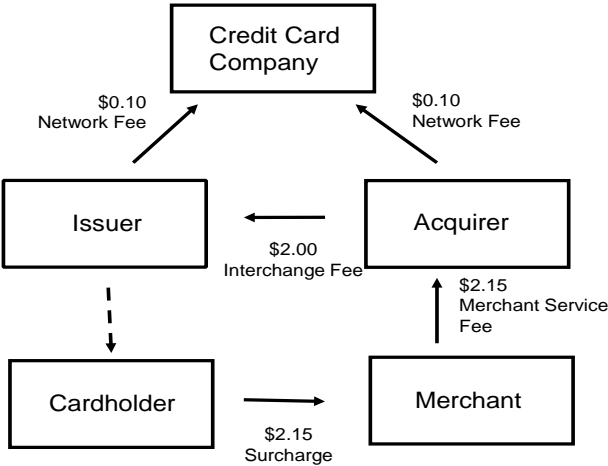 Credit Card
Company
$0.10
Network Fee
$0.10
Network Fee
Issuer
Acquirer
$2.00
Interchange Fee
$2.15
Merchant Service
Fee
Cardholder
Merchant
$2.15
Surcharge